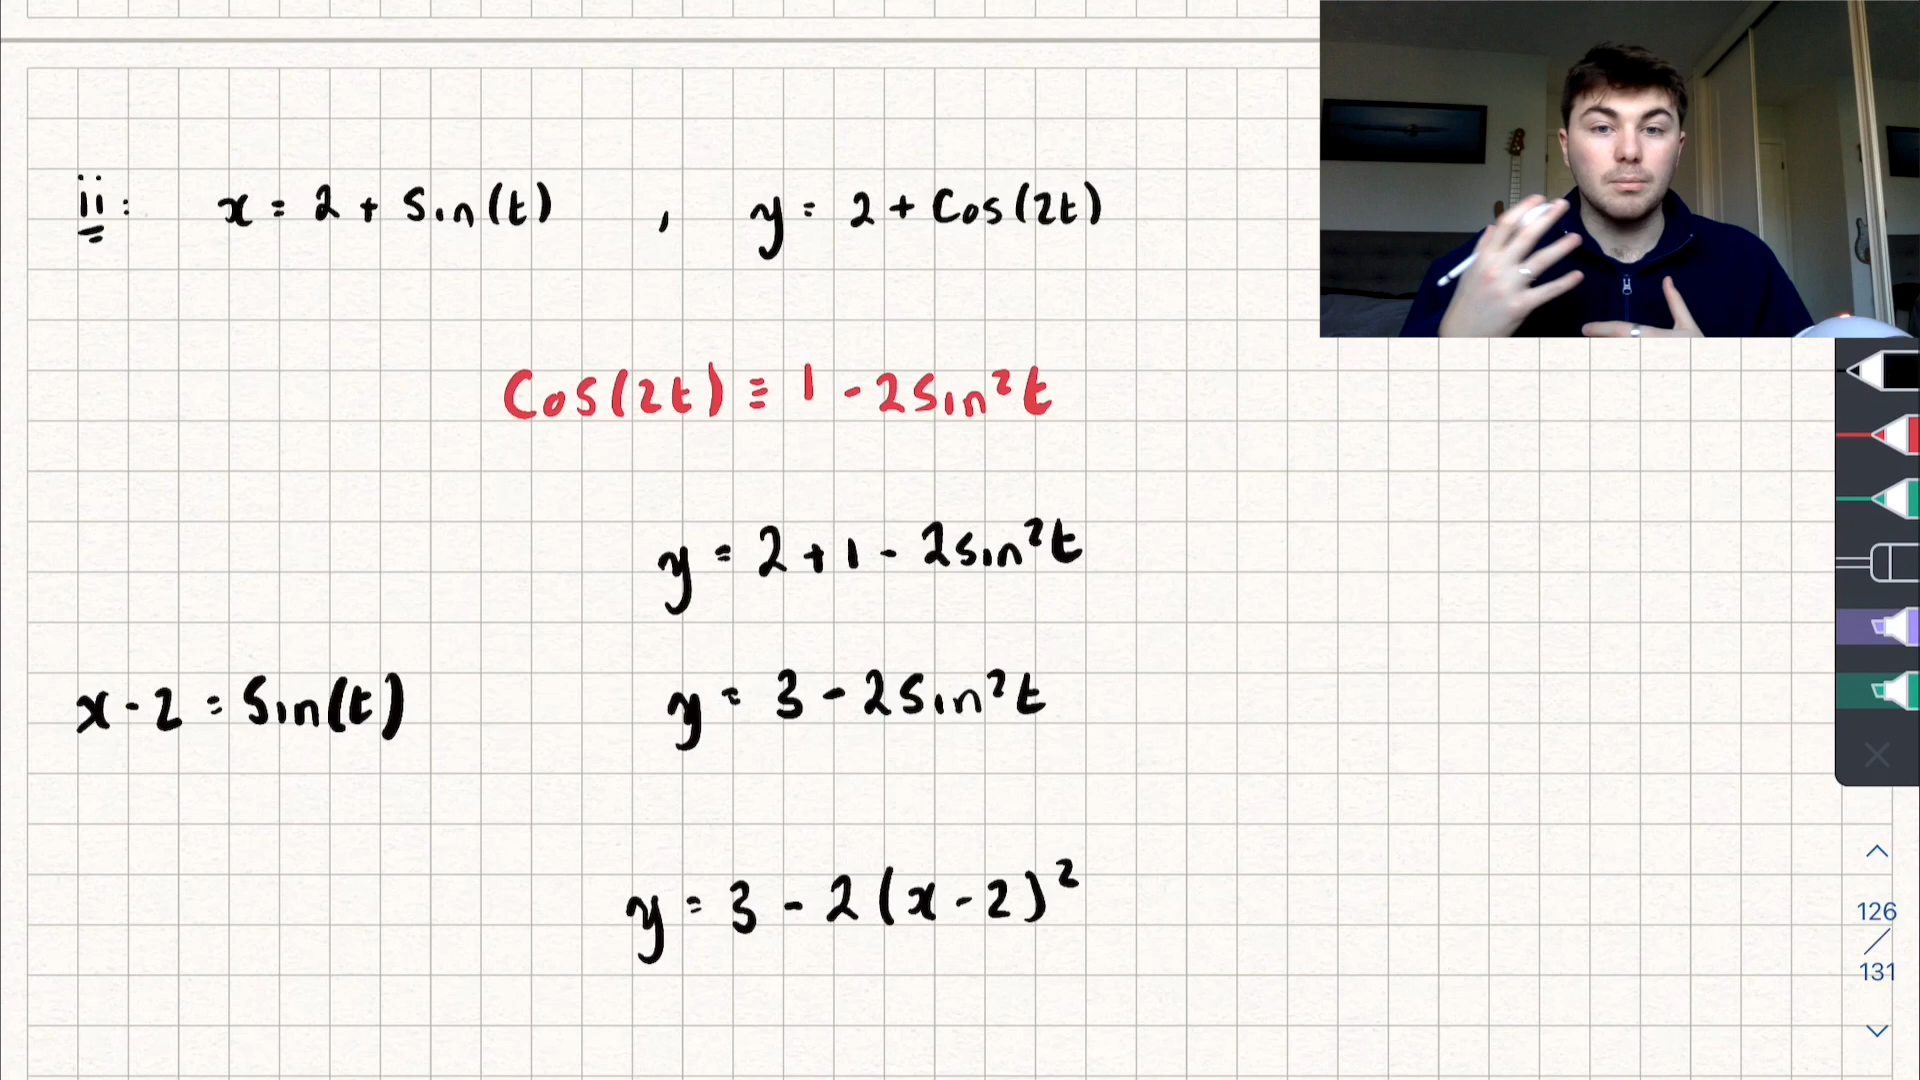 ii: x = 2 + Sin(t) , y = 2 + Cos(2t)
Cos(2t) ≡ 1 - 2sin²t
y = 2 + 1 - 2sin²t
x - 2 = Sin(t) y = 3 - 2sin²t
y = 3 - 2(x - 2)²
126
/
131